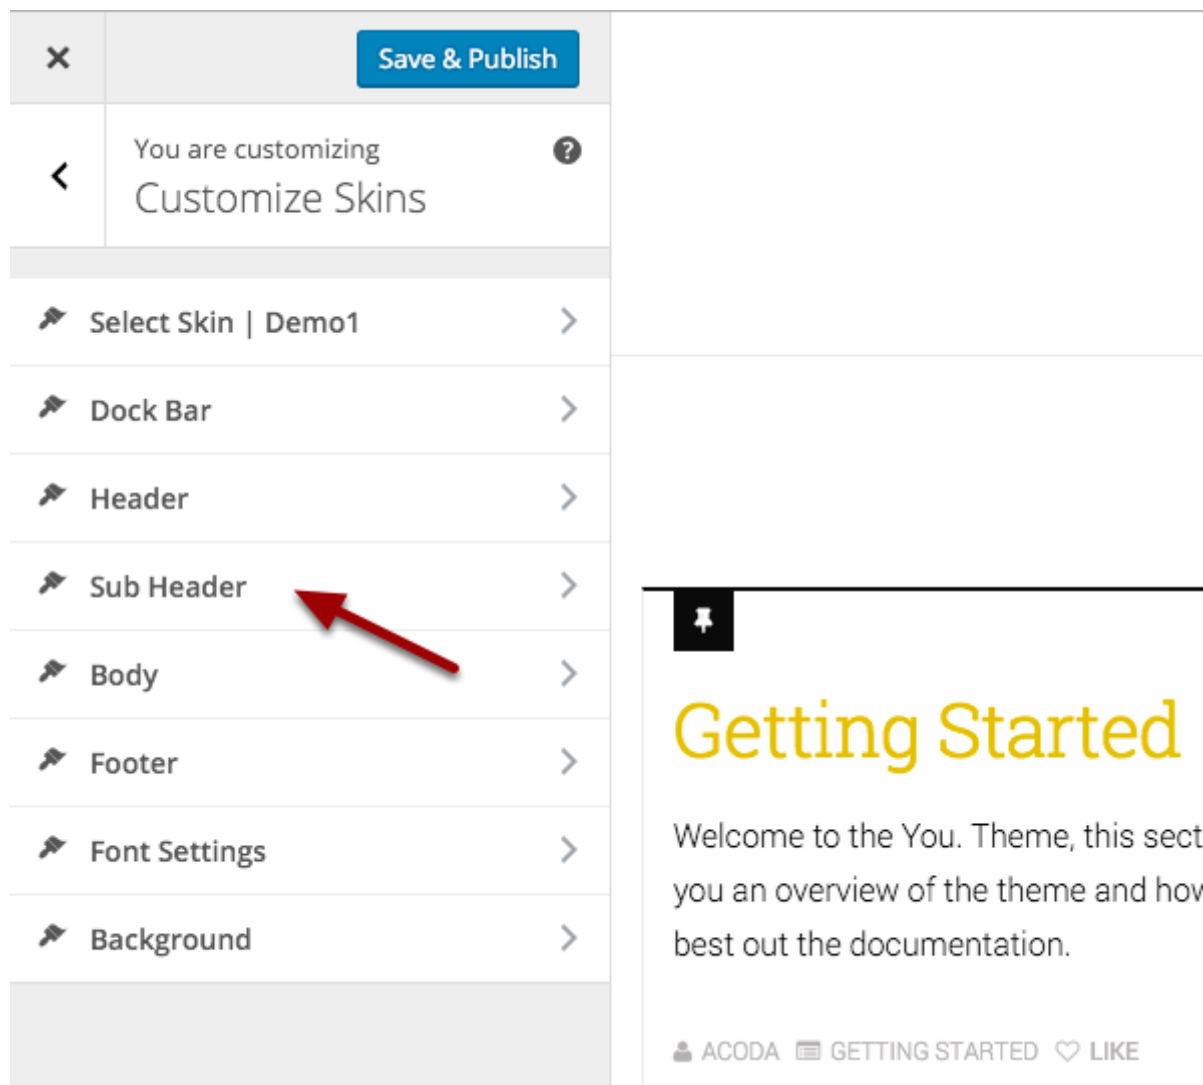 Save & Publish
You are customizing
Customize Skins
Select Skin | Demo1
Dock Bar
Header
Sub Header
Body
Footer
Font Settings
Background
Getting Started
Welcome to the You. Theme, this sect
you an overview of the theme and how
best out the documentation.
ACODA GETTING STARTED LIKE